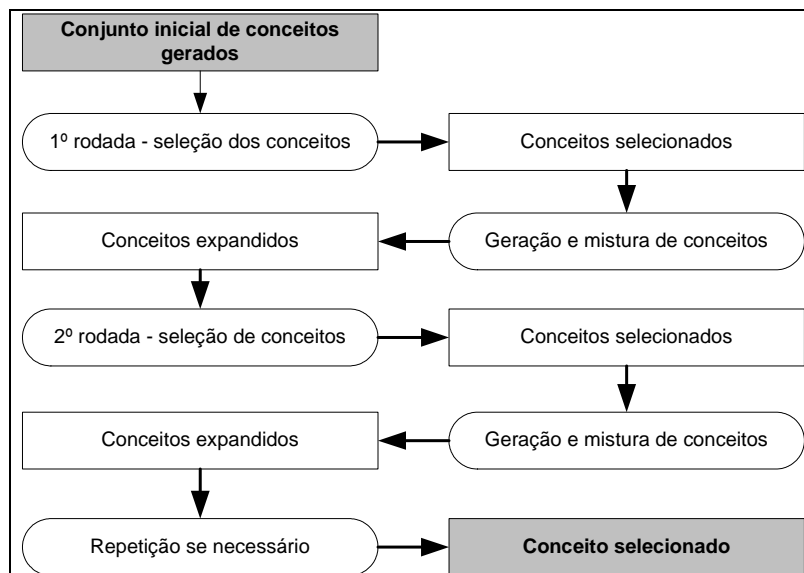 Conjunto inicial de conceitos
gerados
1º rodada - seleção dos conceitos
Conceitos selecionados
Conceitos expandidos
Geração e mistura de conceitos
2º rodada - seleção de conceitos
Conceitos selecionados
Conceitos expandidos
Geração e mistura de conceitos
Repetição se necessário
Conceito selecionado